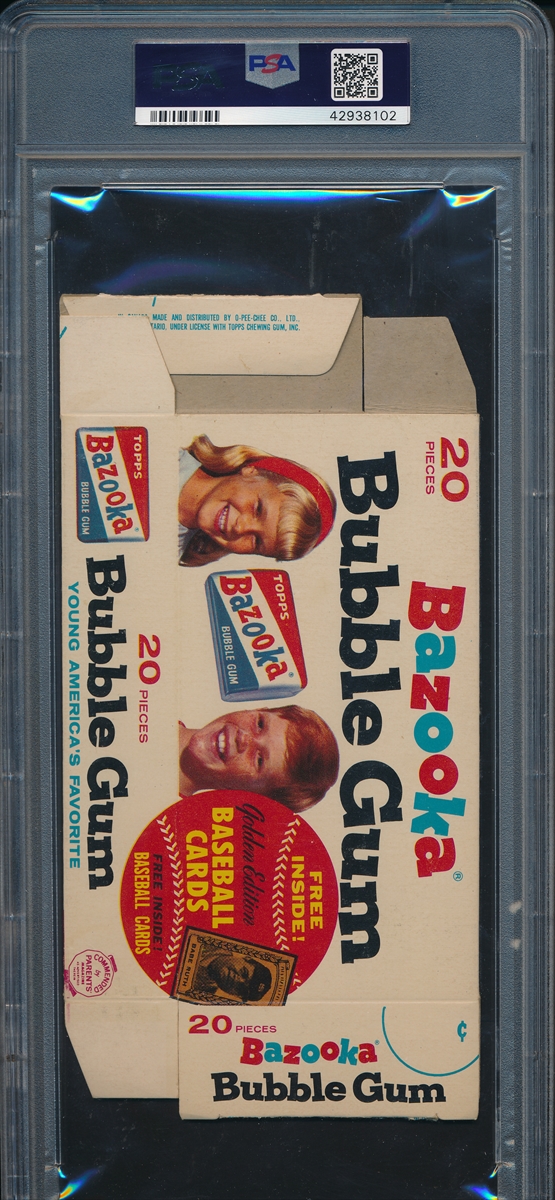 PSA
42938102
MADE AND DISTRIBUTED BY O-PEE-CHEE CO., LTD.,
UNDER LICENSE WITH TOPPS CHEWING GUM, INC.
20
PIECES
Bazooka®
Bubble Gum
TOPPS
Bazooka®
BUBBLE GUM
FREE
INSIDE!
Golden Edition
BASEBALL
CARDS
BABE RUTH
TOPPS
Bazooka
BUBBLE GUM
20 PIECES
Bubble Gum
YOUNG AMERICA'S FAVORITE
FREE INSIDE!
BASEBALL CARDS
COMMENDED
by
PARENTS'
MAGAZINE
20 PIECES
Bazooka®
Bubble Gum
¢